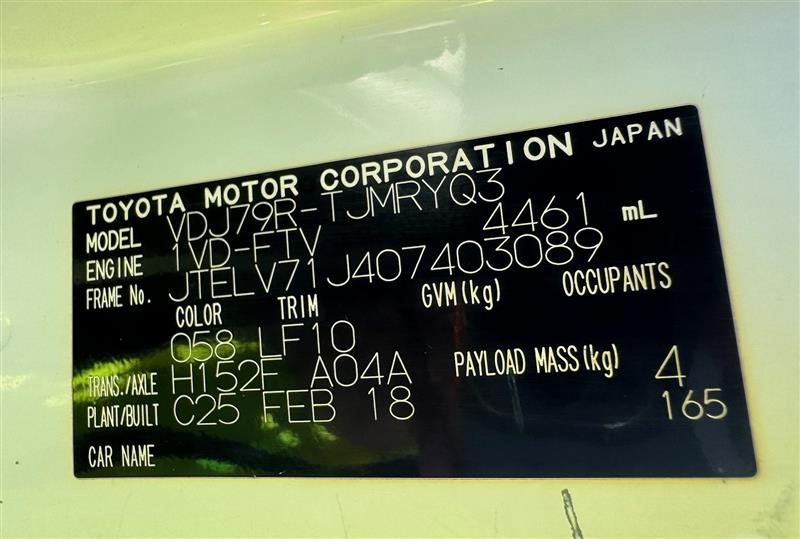 TOYOTA MOTOR CORPORATION JAPAN
MODEL VDJ79R-TJMRYQ3
ENGINE 1VD-FTV 4461 mL
FRAME No. JTELV71J407403089
COLOR TRIM GVM(kg) OCCUPANTS
058 LF10
TRANS./AXLE H152F A04A PAYLOAD MASS(kg) 4
PLANT/BUILT C25 FEB 18 165
CAR NAME